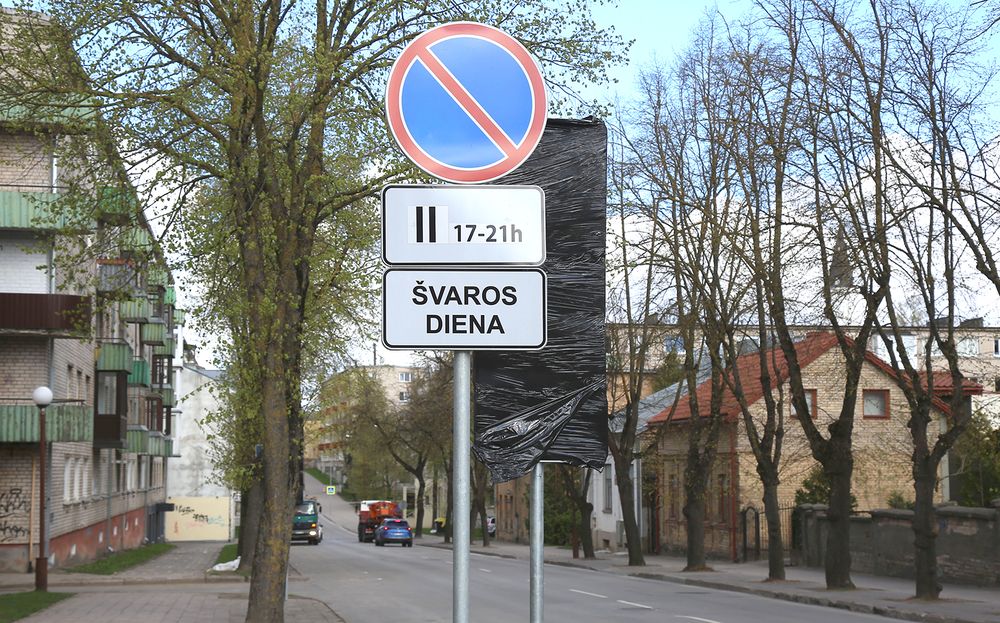 II 17-21h
ŠVAROS
DIENA